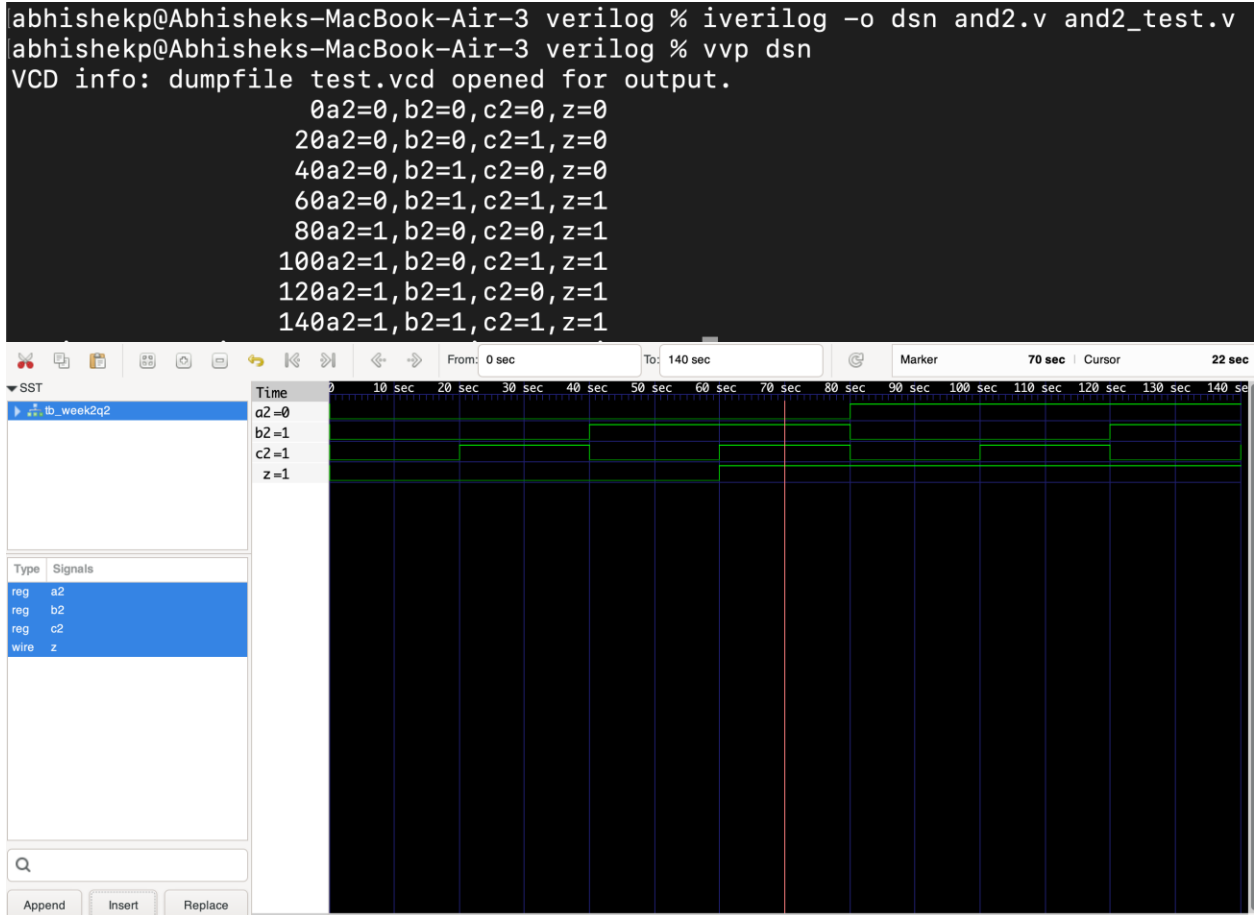 abhishekp@Abhisheks-MacBook-Air-3 verilog % iverilog -o dsn and2.v and2_test.v
abhishekp@Abhisheks-MacBook-Air-3 verilog % vvp dsn
VCD info: dumpfile test.vcd opened for output.
0a2=0,b2=0,c2=0,z=0
20a2=0,b2=0,c2=1,z=0
40a2=0,b2=1,c2=0,z=0
60a2=0,b2=1,c2=1,z=1
80a2=1,b2=0,c2=0,z=1
100a2=1,b2=0,c2=1,z=1
120a2=1,b2=1,c2=0,z=1
140a2=1,b2=1,c2=1,z=1
From: 0 sec To: 140 sec Marker 70 sec | Cursor 22 sec
SST
tb_week2q2
Time 0 10 sec 20 sec 30 sec 40 sec 50 sec 60 sec 70 sec 80 sec 90 sec 100 sec 110 sec 120 sec 130 sec 140 se
a2=0
b2=1
c2=1
z=1
Type Signals
reg a2
reg b2
reg c2
wire z
Append Insert Replace